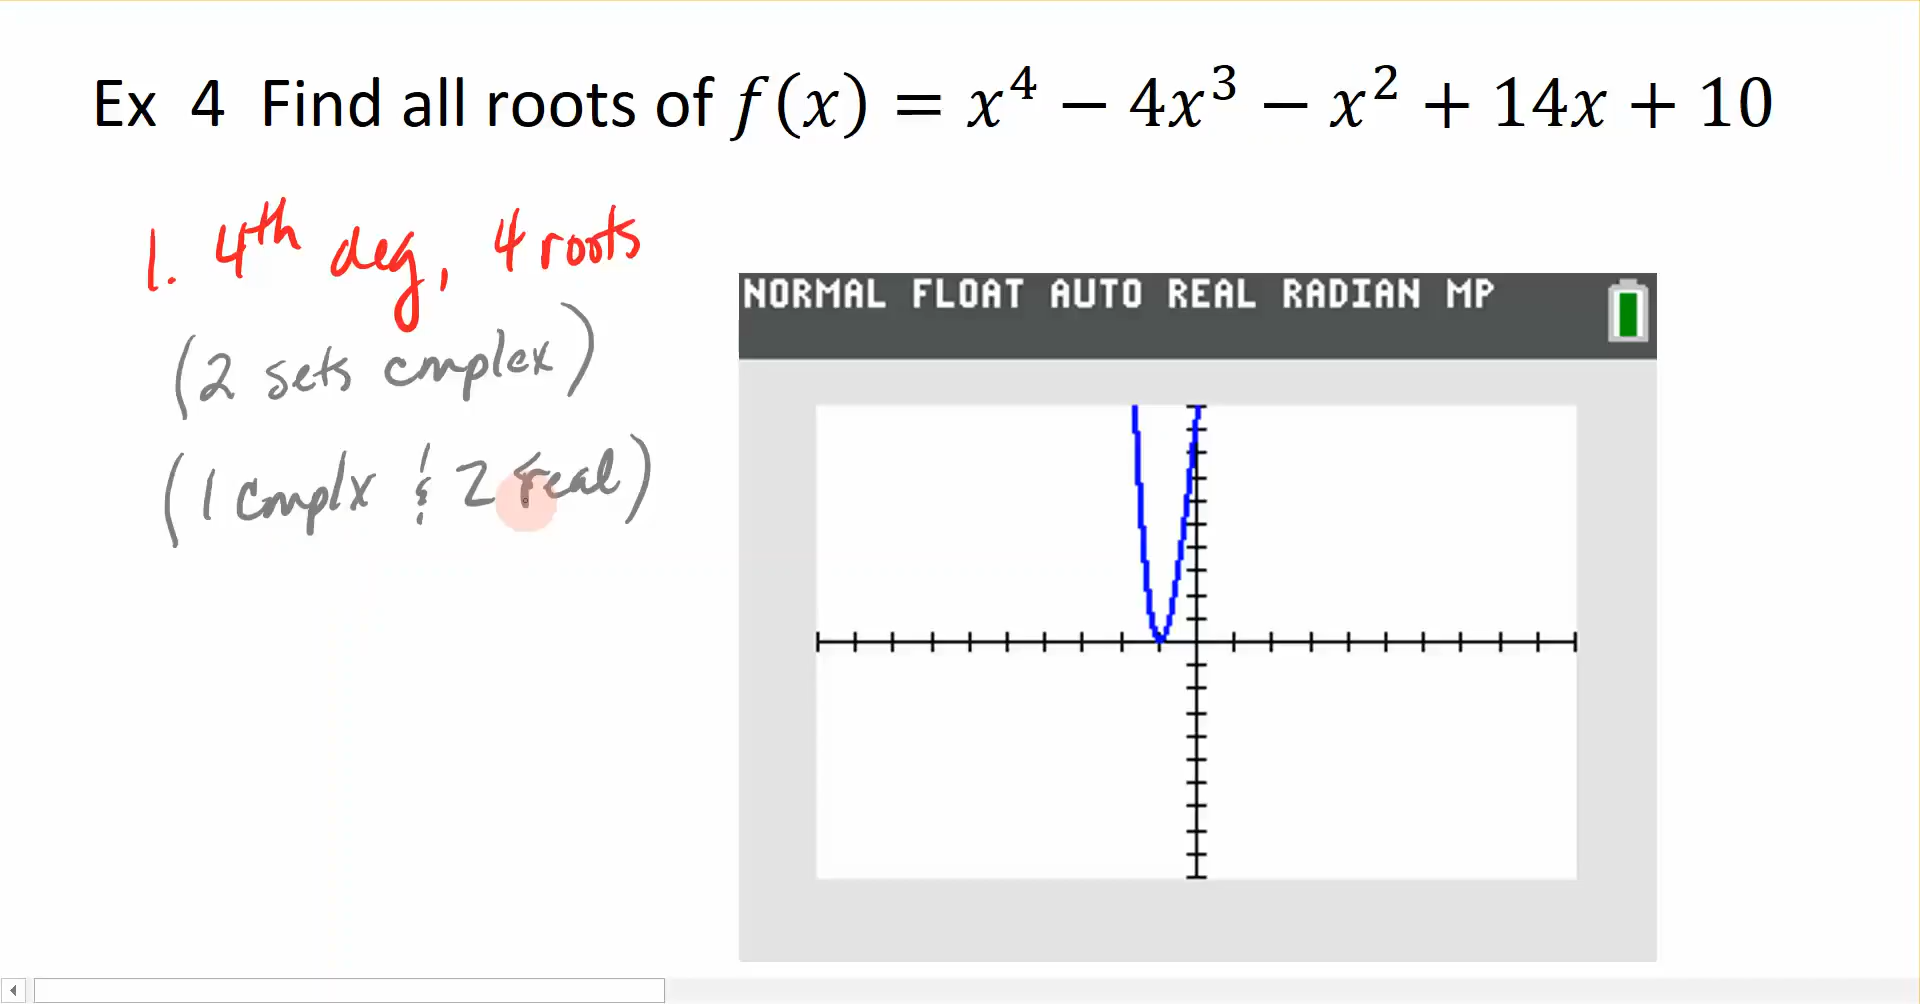 Ex 4 Find all roots of f(x) = x⁴ − 4x³ − x² + 14x + 10
1. 4th deg, 4 roots
(2 sets cmplex)
(1 cmplx & 2 real)
NORMAL FLOAT AUTO REAL RADIAN MP